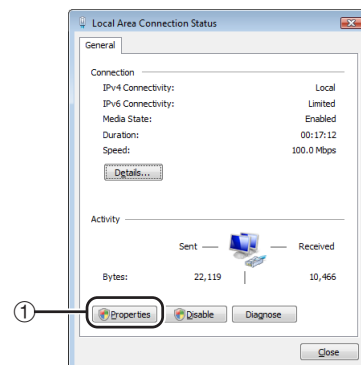 Local Area Connection Status
General
Connection
IPv4 Connectivity: Local
IPv6 Connectivity: Limited
Media State: Enabled
Duration: 00:17:12
Speed: 100.0 Mbps
Details...
Activity
Sent Received
Bytes: 22,119 10,466
① Properties Disable Diagnose
Close